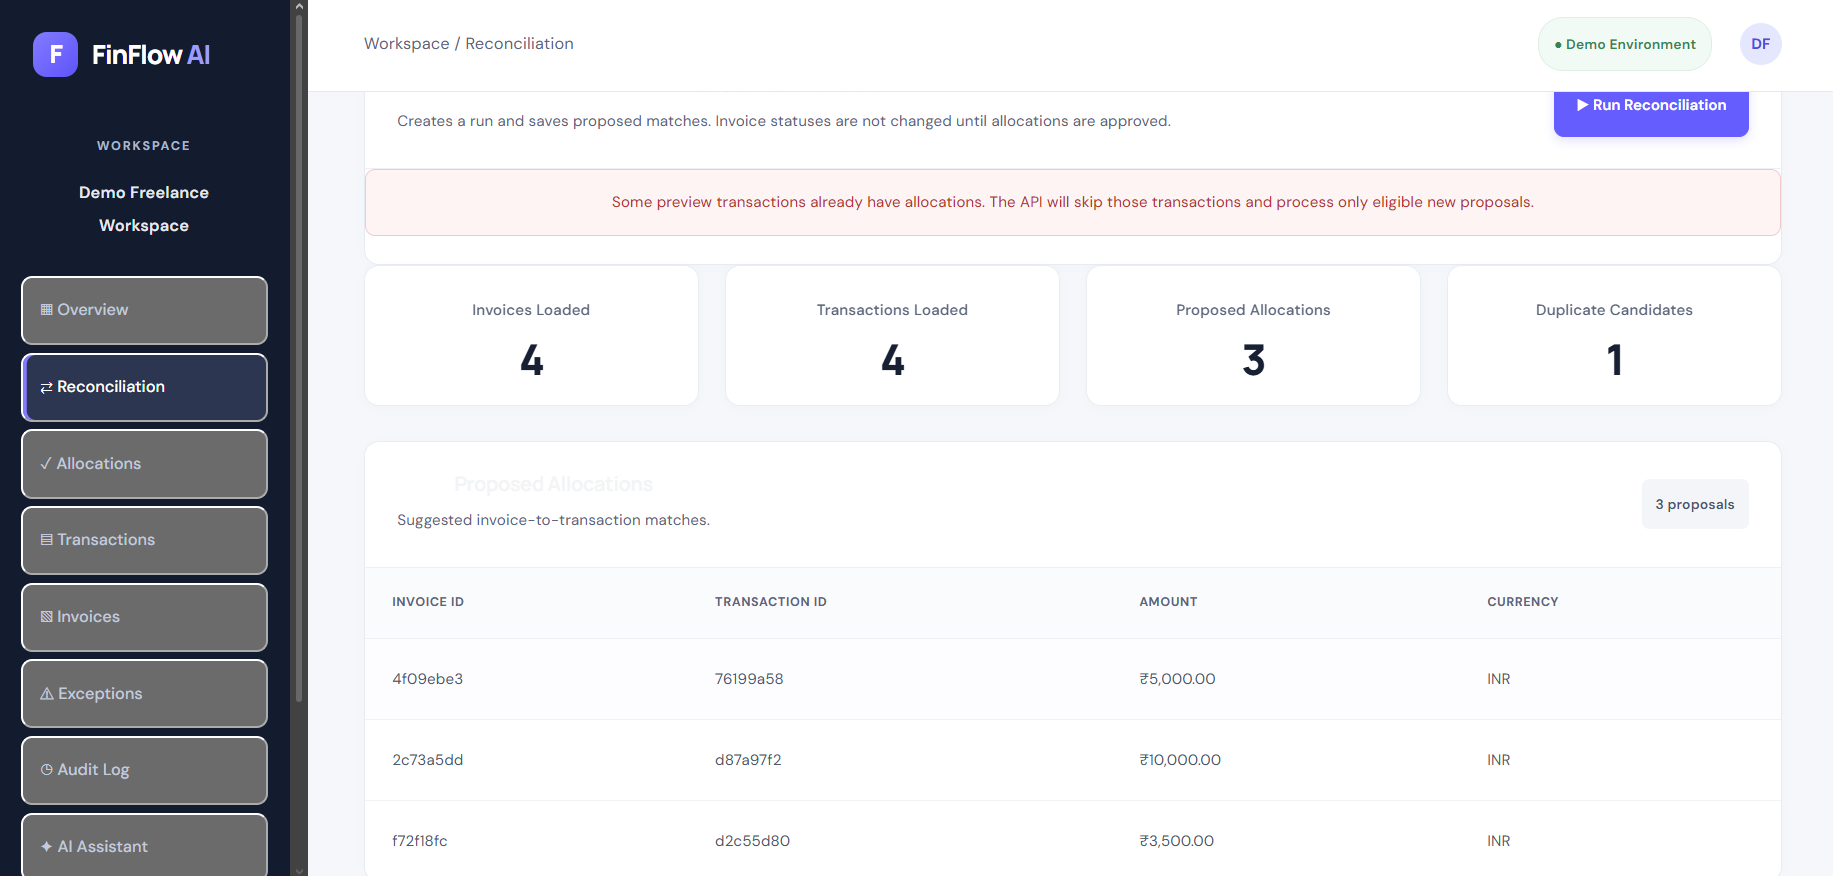 F FinFlow AI
WORKSPACE
Demo Freelance
Workspace
Overview
Reconciliation
Allocations
Transactions
Invoices
Exceptions
Audit Log
AI Assistant
Workspace / Reconciliation
● Demo Environment
DF
Creates a run and saves proposed matches. Invoice statuses are not changed until allocations are approved.
▶ Run Reconciliation
Some preview transactions already have allocations. The API will skip those transactions and process only eligible new proposals.
Invoices Loaded
4
Transactions Loaded
4
Proposed Allocations
3
Duplicate Candidates
1
Proposed Allocations
Suggested invoice-to-transaction matches.
3 proposals
INVOICE ID TRANSACTION ID AMOUNT CURRENCY
4f09ebe3 76199a58 ₹5,000.00 INR
2c73a5dd d87a97f2 ₹10,000.00 INR
f72f18fc d2c55d80 ₹3,500.00 INR